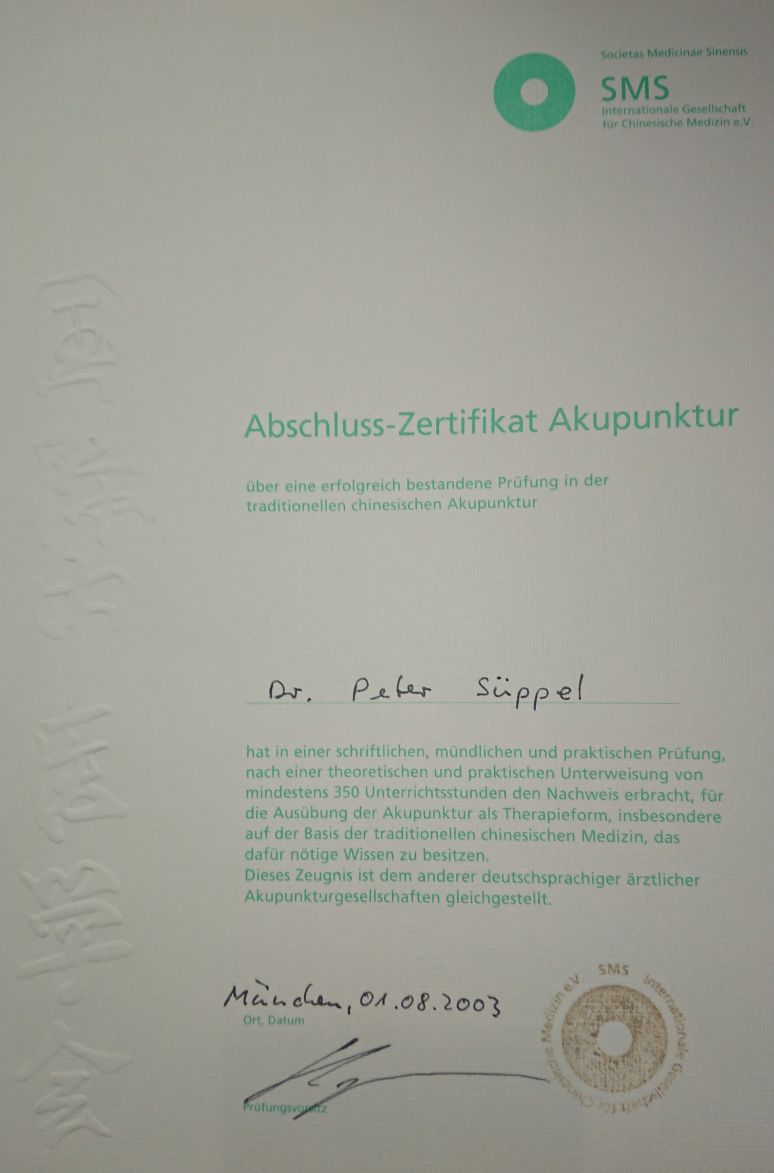 Societas Medicinae Sinensis
SMS
Internationale Gesellschaft
für Chinesische Medizin e.V.
Abschluss-Zertifikat Akupunktur
über eine erfolgreich bestandene Prüfung in der
traditionellen chinesischen Akupunktur
Dr. Peter Süppel
hat in einer schriftlichen, mündlichen und praktischen Prüfung,
nach einer theoretischen und praktischen Unterweisung von
mindestens 350 Unterrichtsstunden den Nachweis erbracht, für
die Ausübung der Akupunktur als Therapieform, insbesondere
auf der Basis der traditionellen chinesischen Medizin, das
dafür nötige Wissen zu besitzen.
Dieses Zeugnis ist dem anderer deutschsprachiger ärztlicher
Akupunkturgesellschaften gleichgestellt.
München, 01.08.2003
Ort, Datum
Prüfungsvorsitz
SMS Internationale Gesellschaft für Chinesische Medizin e.V.